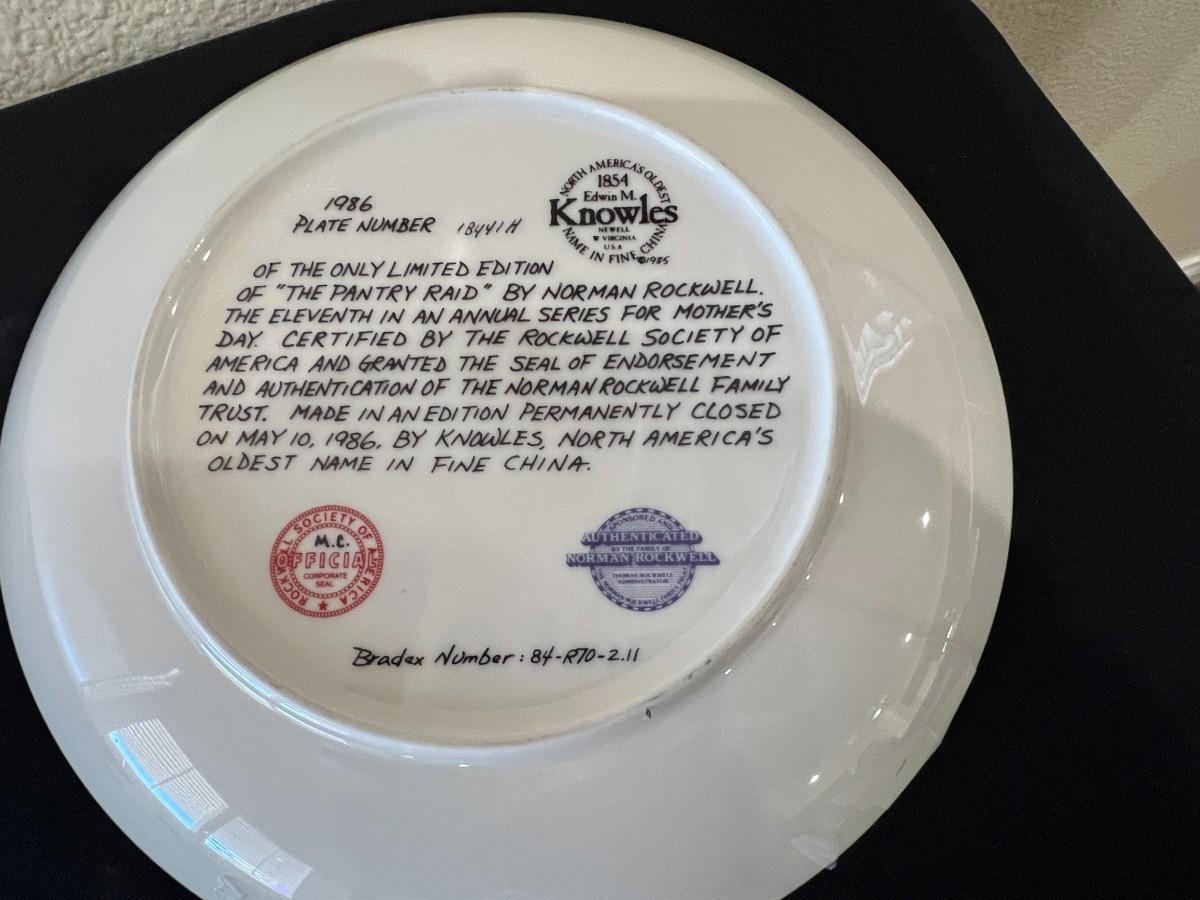 1986
PLATE NUMBER 18441H
NORTH AMERICA'S OLDEST
1854
Edwin M.
Knowles
NEWELL
W VIRGINIA
U S A
NAME IN FINE CHINA
©1985
OF THE ONLY LIMITED EDITION
OF "THE PANTRY RAID" BY NORMAN ROCKWELL.
THE ELEVENTH IN AN ANNUAL SERIES FOR MOTHER'S
DAY. CERTIFIED BY THE ROCKWELL SOCIETY OF
AMERICA AND GRANTED THE SEAL OF ENDORSEMENT
AND AUTHENTICATION OF THE NORMAN ROCKWELL FAMILY
TRUST. MADE IN AN EDITION PERMANENTLY CLOSED
ON MAY 10, 1986, BY KNOWLES, NORTH AMERICA'S
OLDEST NAME IN FINE CHINA.
ROCKWELL SOCIETY OF AMERICA
M.C.
OFFICIAL
CORPORATE
SEAL
SPONSORED AND
AUTHENTICATED
BY THE FAMILY OF
NORMAN ROCKWELL
THOMAS ROCKWELL
ADMINISTRATOR
THE NORMAN ROCKWELL FAMILY TRUST
Bradex Number: 84-R70-2.11